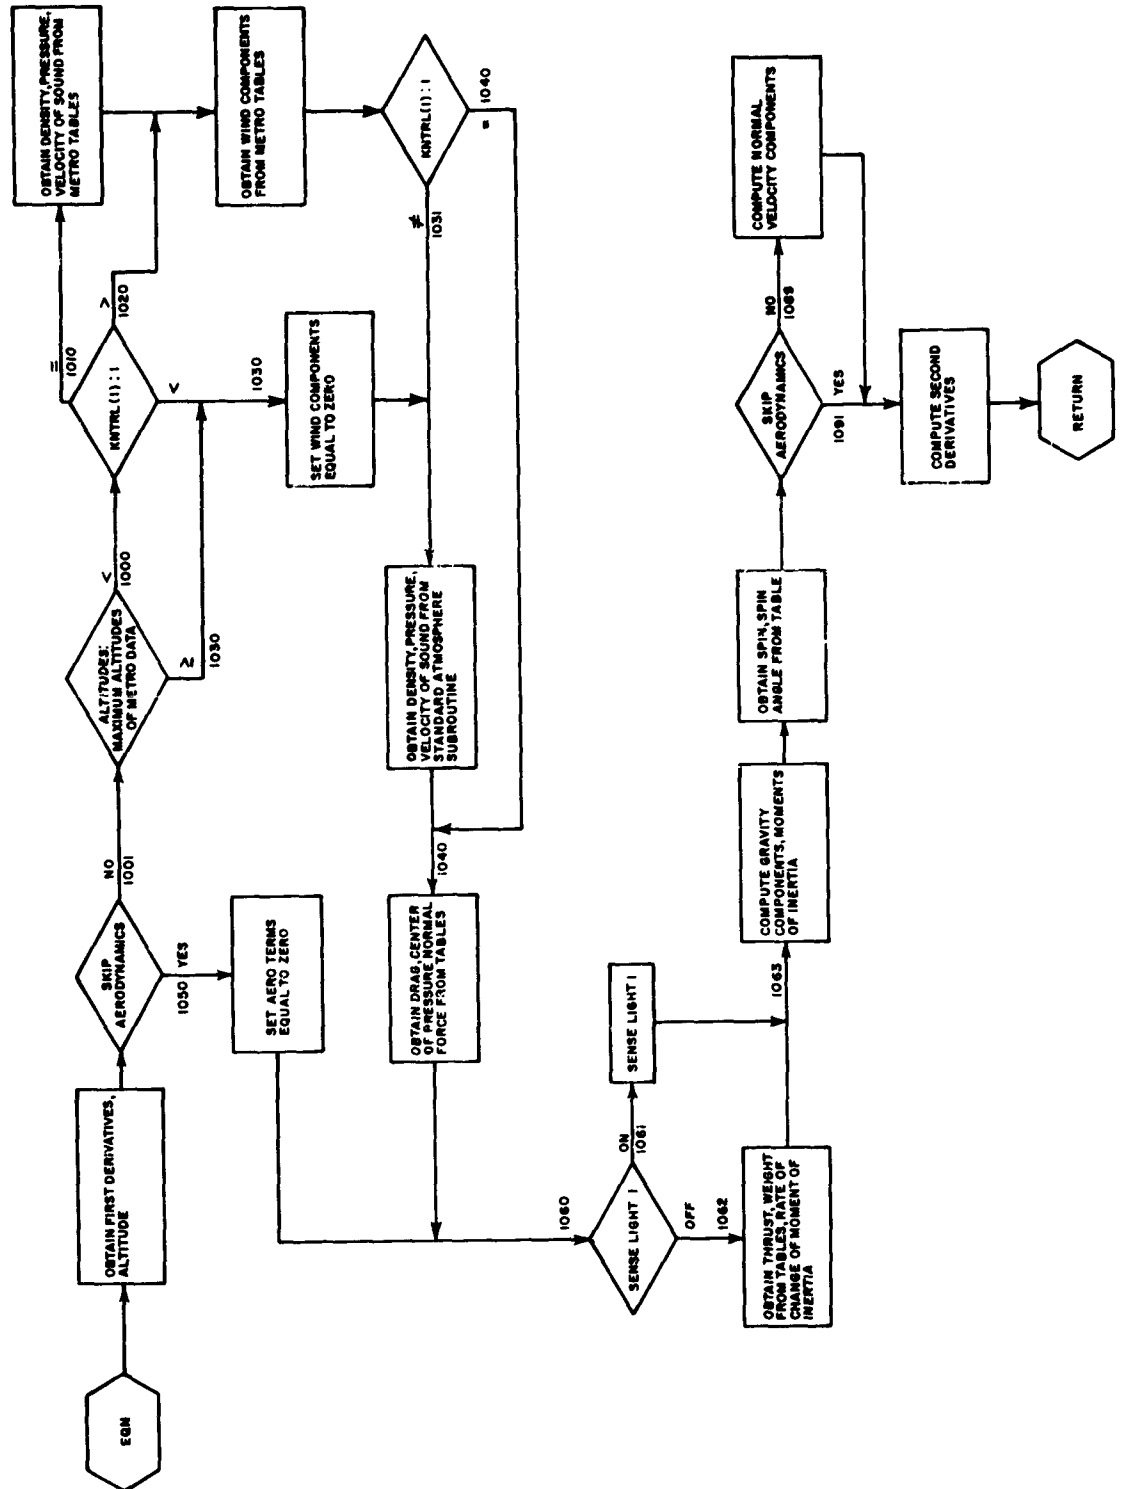 EQN
OBTAIN FIRST DERIVATIVES,
ALTITUDE
SKIP
AERODYNAMICS
NO
1001
1050
YES
ALTITUDES:
MAXIMUM ALTITUDES
OF METRO DATA
<
1000
≥
1030
KNTRL(1):1
=
1010
>
1020
<
1030
OBTAIN DENSITY, PRESSURE,
VELOCITY OF SOUND FROM
METRO TABLES
SET AERO TERMS
EQUAL TO ZERO
SET WIND COMPONENTS
EQUAL TO ZERO
OBTAIN WIND COMPONENTS
FROM METRO TABLES
OBTAIN DRAG, CENTER
OF PRESSURE NORMAL
FORCE FROM TABLES
1040
OBTAIN DENSITY, PRESSURE,
VELOCITY OF SOUND FROM
STANDARD ATMOSPHERE
SUBROUTINE
≠
1031
KNTRL(1):1
=
1040
1060
SENSE LIGHT 1
ON
1061
SENSE LIGHT 1
OFF
1062
OBTAIN THRUST, WEIGHT
FROM TABLES, RATE OF
CHANGE OF MOMENT OF
INERTIA
1063
COMPUTE GRAVITY
COMPONENTS, MOMENTS
OF INERTIA
OBTAIN SPIN, SPIN
ANGLE FROM TABLE
SKIP
AERODYNAMICS
NO
1091
YES
COMPUTE NORMAL
VELOCITY COMPONENTS
COMPUTE SECOND
DERIVATIVES
RETURN